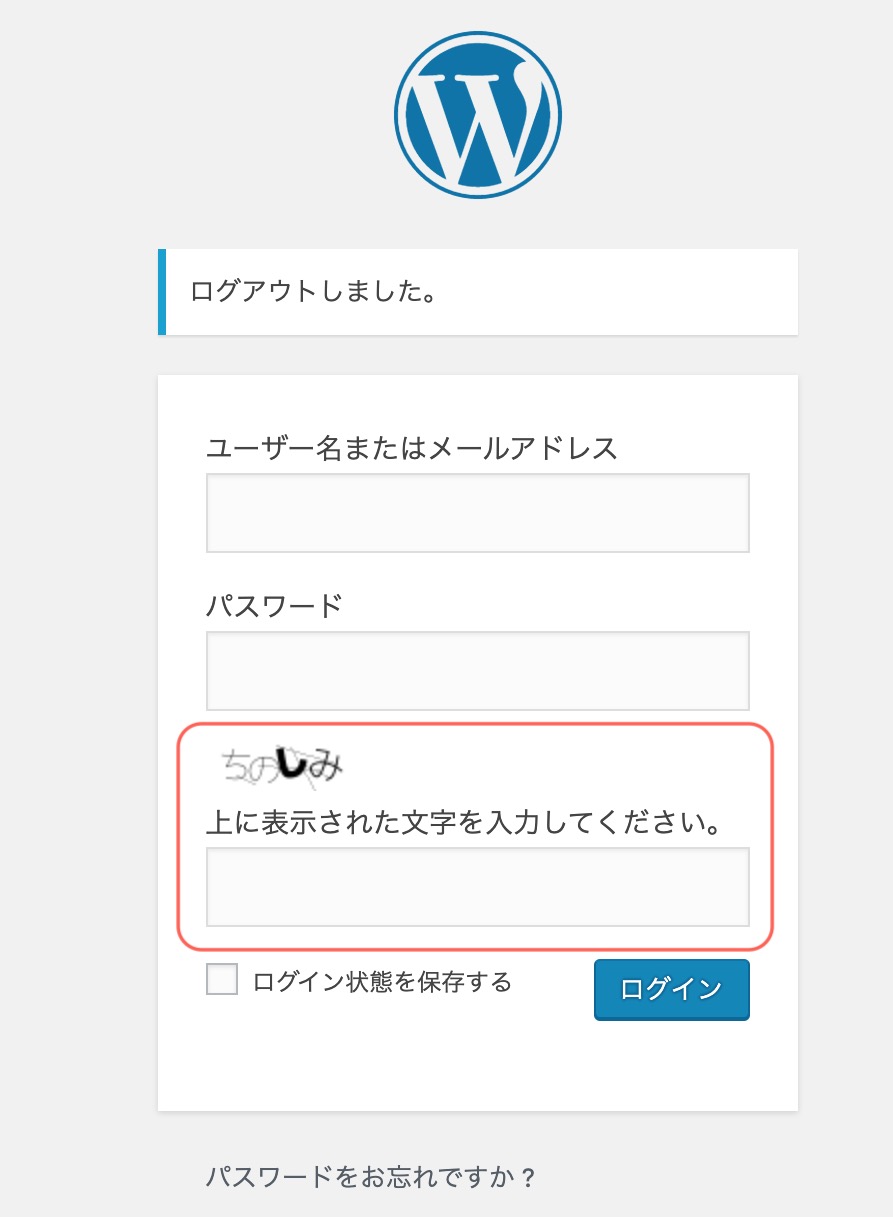 ログアウトしました。
ユーザー名またはメールアドレス
パスワード
ちのしみ
上に表示された文字を入力してください。
ログイン状態を保存する
ログイン
パスワードをお忘れですか ?